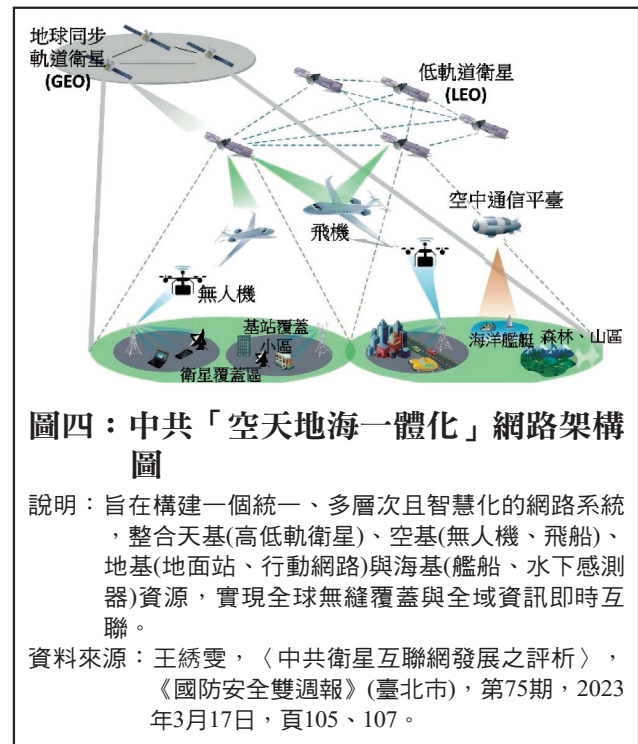 地球同步
軌道衛星
(GEO)
低軌道衛星
(LEO)
空中通信平臺
飛機
無人機
基站覆蓋
小區
衛星覆蓋區
海洋艦艇
森林、山區
圖四：中共「空天地海一體化」網路架構
圖
說明：旨在構建一個統一、多層次且智慧化的網路系統
，整合天基(高低軌衛星)、空基(無人機、飛船)、
地基(地面站、行動網路)與海基(艦船、水下感測
器)資源，實現全球無縫覆蓋與全域資訊即時互
聯。
資料來源：王綉雯，〈中共衛星互聯網發展之評析〉，
《國防安全雙週報》(臺北市)，第75期，2023
年3月17日，頁105、107。